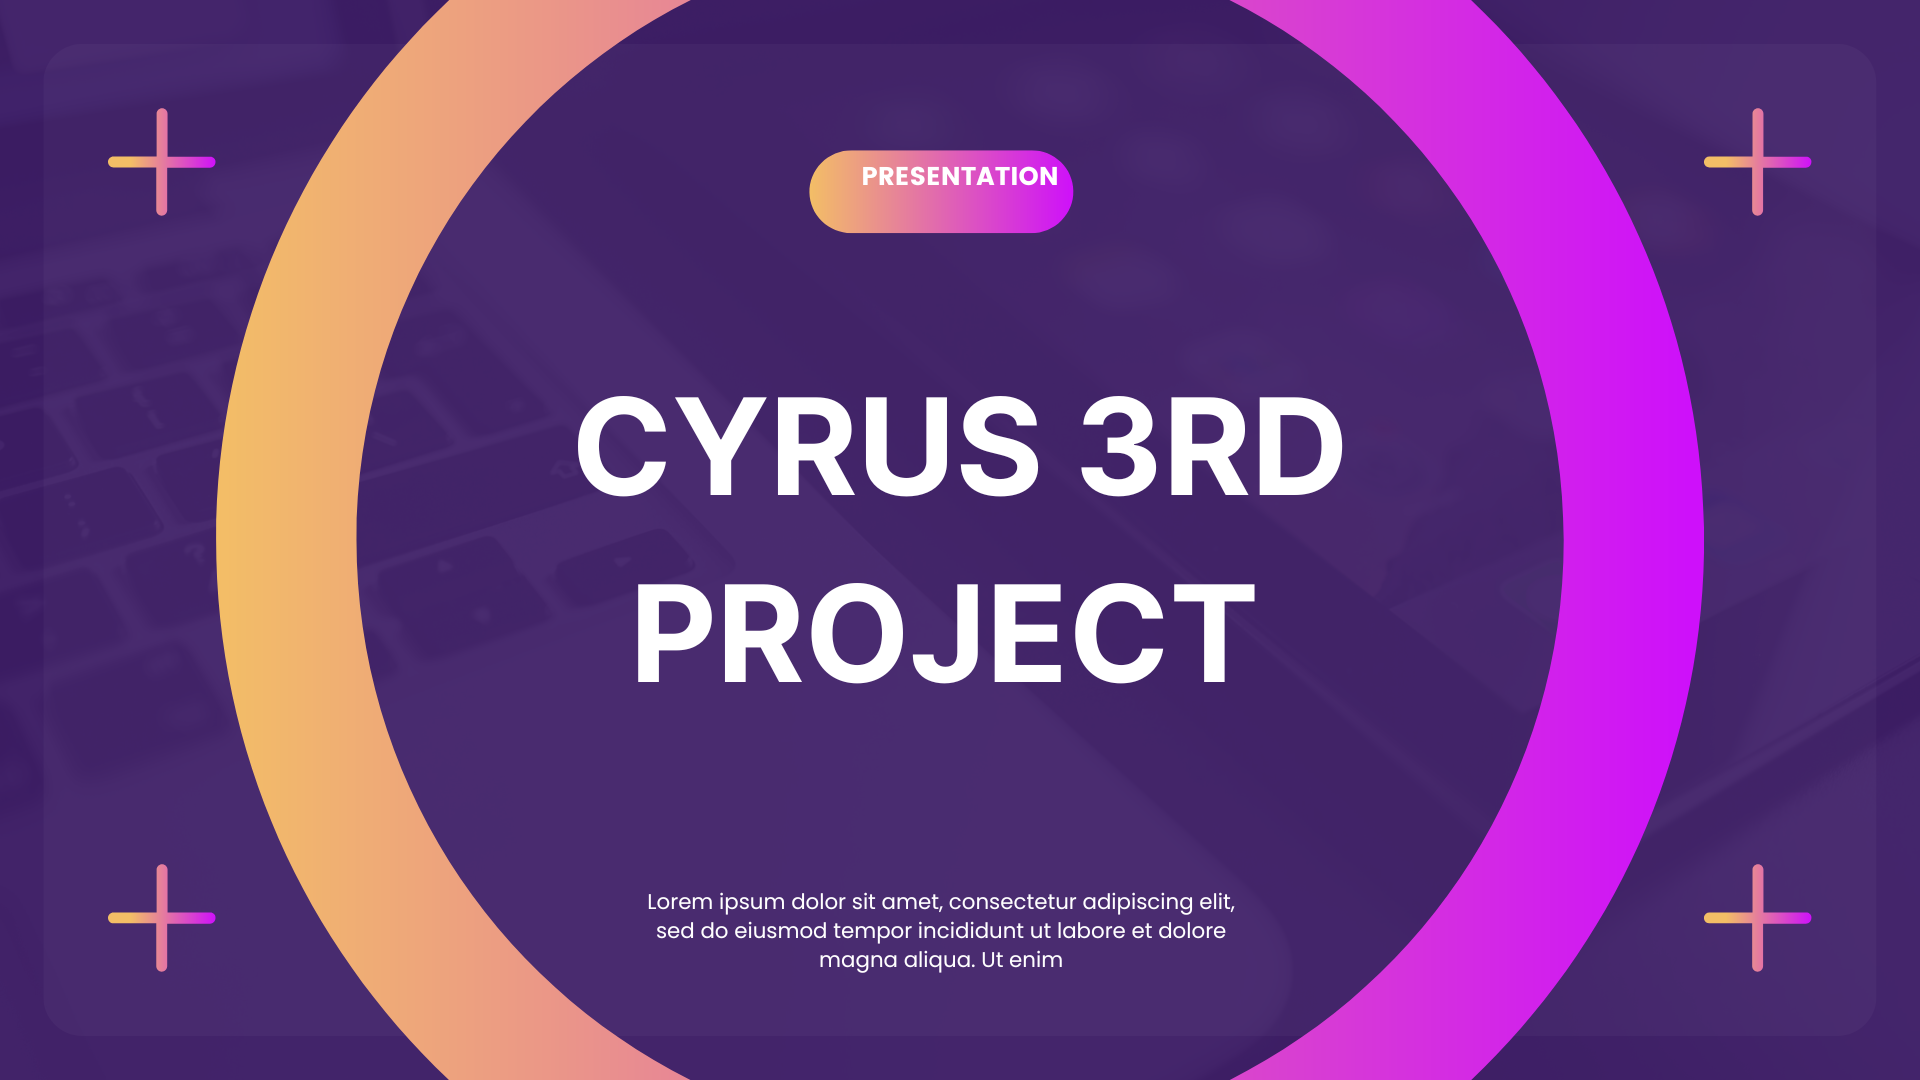 PRESENTATION
CYRUS 3RD
PROJECT
Lorem ipsum dolor sit amet, consectetur adipiscing elit,
sed do eiusmod tempor incididunt ut labore et dolore
magna aliqua. Ut enim